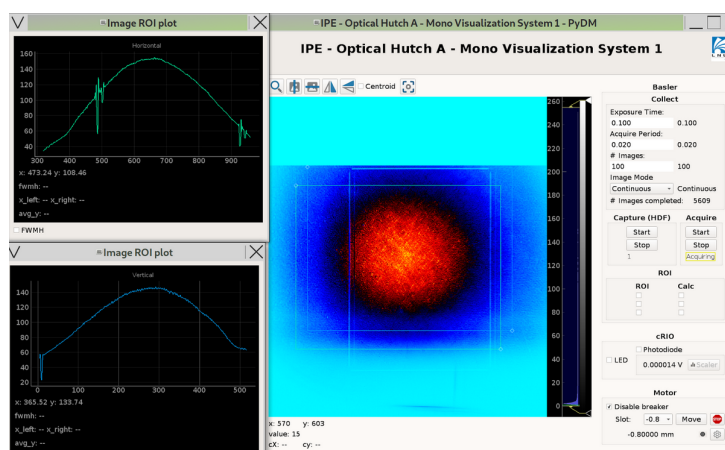 Image ROI plot
Horizontal
160
140
120
100
80
60
40
300 400 500 600 700 800 900
x: 473.24 y: 108.46
fwmh: --
x_left: -- x_right: --
avg_y: --
FWMH
Image ROI plot
Vertical
140
120
100
80
60
40
20
0 100 200 300 400 500
x: 365.52 y: 133.74
fwmh: --
x_left: -- x_right: --
avg_y: --
IPE - Optical Hutch A - Mono Visualization System 1 - PyDM
IPE - Optical Hutch A - Mono Visualization System 1
LNLS
Centroid
260
240
220
200
180
160
140
120
100
80
60
40
20
0
x: 570 y: 603
value: 15
cX: -- cy: --
Basler
Collect
Exposure Time:
0.100 0.100
Acquire Period:
0.020 0.020
# Images:
100 100
Image Mode
Continuous Continuous
# Images completed: 5609
Capture (HDF) Acquire
Start Start
Stop Stop
1 Acquiring
ROI
ROI Calc
cRIO
LED
Photodiode
0.000014 V Scaler
Motor
Disable breaker
Slot: -0.8 Move STOP
-0.80000 mm